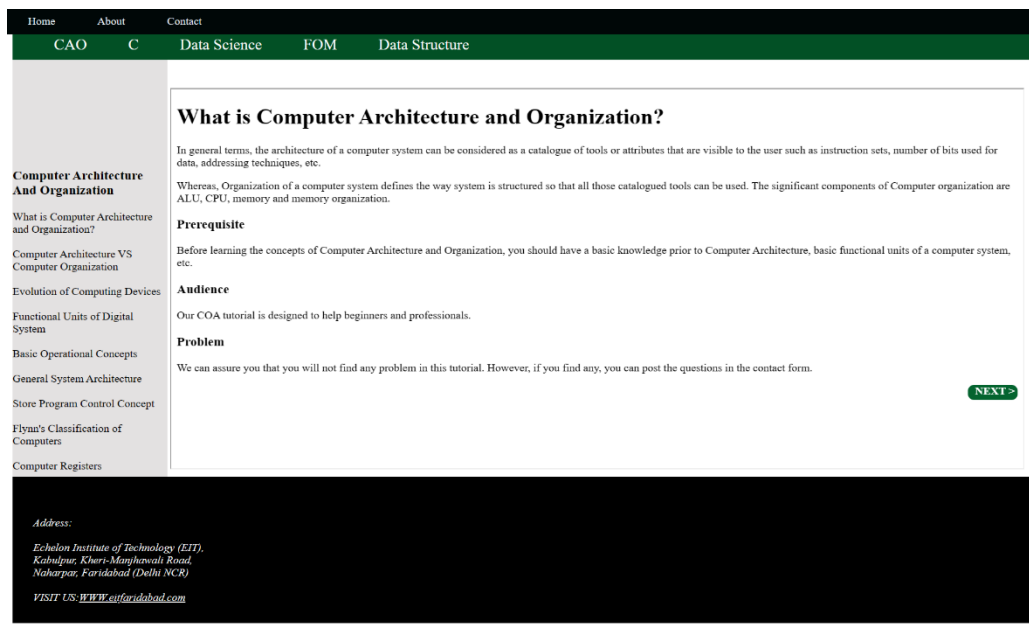 Home About Contact
CAO C Data Science FOM Data Structure
Computer Architecture
And Organization
What is Computer Architecture
and Organization?
Computer Architecture VS
Computer Organization
Evolution of Computing Devices
Functional Units of Digital
System
Basic Operational Concepts
General System Architecture
Store Program Control Concept
Flynn's Classification of
Computers
Computer Registers
What is Computer Architecture and Organization?
In general terms, the architecture of a computer system can be considered as a catalogue of tools or attributes that are visible to the user such as instruction sets, number of bits used for
data, addressing techniques, etc.
Whereas, Organization of a computer system defines the way system is structured so that all those catalogued tools can be used. The significant components of Computer organization are
ALU, CPU, memory and memory organization.
Prerequisite
Before learning the concepts of Computer Architecture and Organization, you should have a basic knowledge prior to Computer Architecture, basic functional units of a computer system,
etc.
Audience
Our COA tutorial is designed to help beginners and professionals.
Problem
We can assure you that you will not find any problem in this tutorial. However, if you find any, you can post the questions in the contact form.
NEXT >
Address:
Echelon Institute of Technology (EIT),
Kabulpur, Kheri-Manjhawali Road,
Naharpar, Faridabad (Delhi NCR)
VISIT US:WWW.eitfaridabad.com